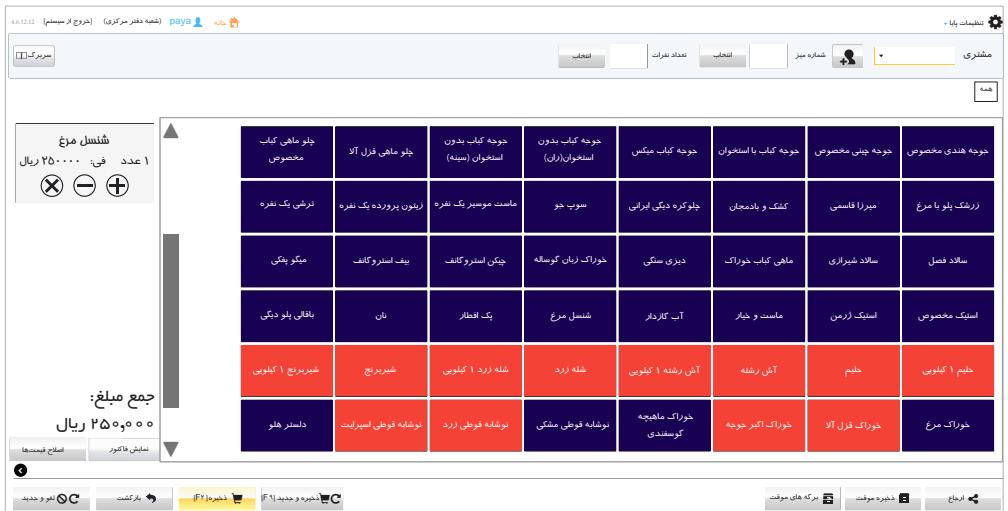 تنظیمات پایا
خانه
paya
(شعبه دفتر مرکزی)
[خروج از سیستم]
4.6.12.12
مشتری
شماره میز
انتخاب
تعداد نفرات
انتخاب
سربرگ
همه
جوجه هندی مخصوص
جوجه چینی مخصوص
جوجه کباب با استخوان
جوجه کباب میکس
جوجه کباب بدون
استخوان(ران)
جوجه کباب بدون
استخوان (سینه)
چلو ماهی قزل آلا
چلو ماهی کباب
مخصوص
زرشک پلو با مرغ
میرزا قاسمی
کشک و بادمجان
چلوکره دیگی ایرانی
سوپ جو
ماست موسیر یک نفره
زیتون پرورده یک نفره
ترشی یک نفره
سالاد فصل
سالاد شیرازی
ماهی کباب خوراک
دیزی سنگی
خوراک زبان گوساله
چیکن استروگانف
بیف استروگانف
میگو پفکی
استیک مخصوص
استیک ژرمن
ماست و خیار
آب گازدار
شنسل مرغ
پک افطار
نان
باقالی پلو دیگی
حلیم ۱ کیلویی
حلیم
آش رشته
آش رشته ۱ کیلویی
شله زرد
شله زرد ۱ کیلویی
شیربرنج
شیربرنج ۱ کیلویی
خوراک مرغ
خوراک قزل آلا
خوراک اکبر جوجه
خوراک ماهیچه
گوسفندی
نوشابه قوطی مشکی
نوشابه قوطی زرد
نوشابه قوطی اسپرایت
دلستر هلو
شنسل مرغ
۱ عدد فی: ۲۵۰۰۰۰ ریال
جمع مبلغ:
۲۵۰,۰۰۰ ریال
نمایش فاکتور
اصلاح قیمت‌ها
ارجاع
ذخیره موقت
برگه های موقت
ذخیره و جدید [F۹]
ذخیره[F۲]
بازگشت
لغو و جدید